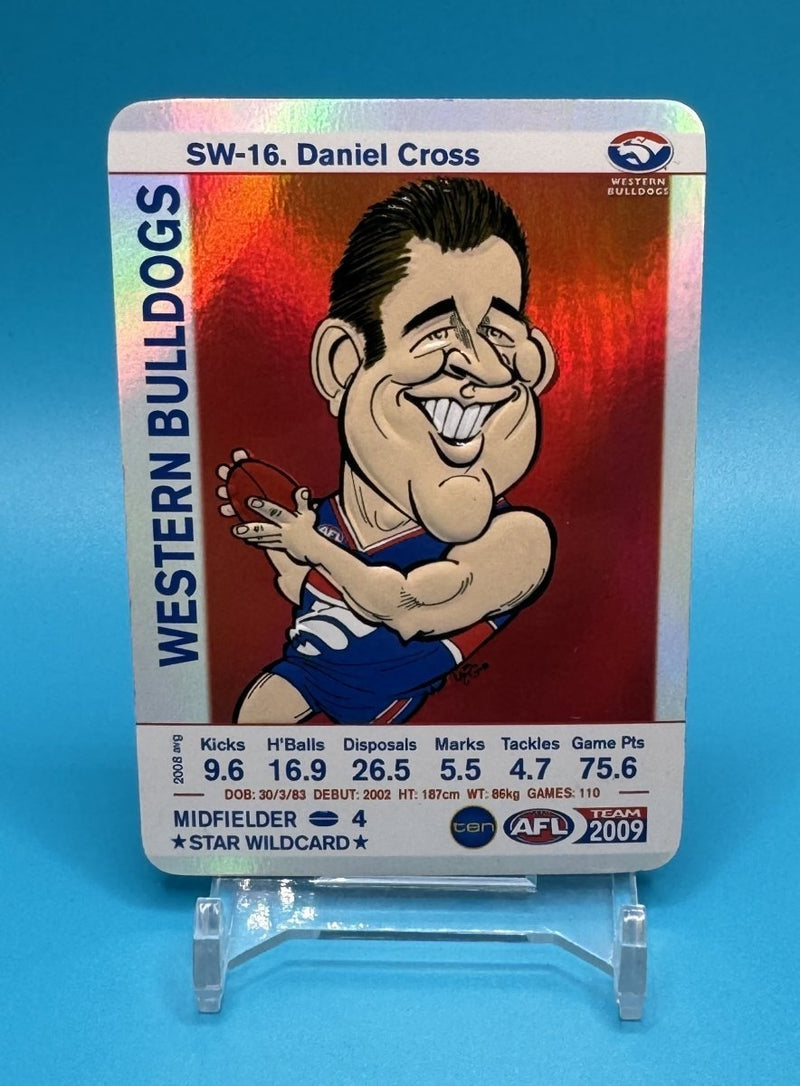 SW-16. Daniel Cross
WESTERN
BULLDOGS
WESTERN BULLDOGS
AFL
2008 avg
Kicks H'Balls Disposals Marks Tackles Game Pts
9.6 16.9 26.5 5.5 4.7 75.6
DOB: 30/3/83 DEBUT: 2002 HT: 187cm WT: 86kg GAMES: 110
MIDFIELDER 4
★STAR WILDCARD★
ten
AFL
TEAM
2009